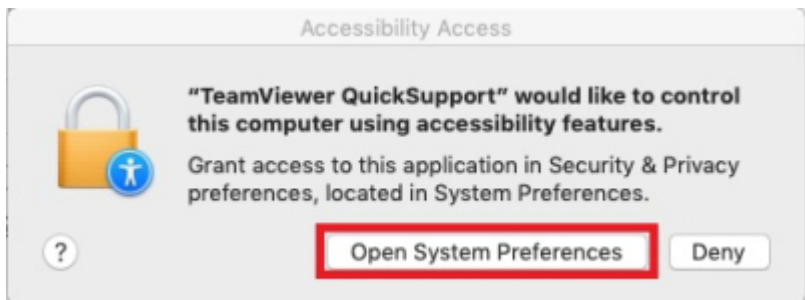 Accessibility Access
“TeamViewer QuickSupport” would like to control
this computer using accessibility features.
Grant access to this application in Security & Privacy
preferences, located in System Preferences.
?
Open System Preferences
Deny